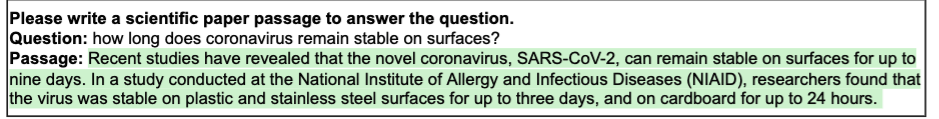 Please write a scientific paper passage to answer the question.
Question: how long does coronavirus remain stable on surfaces?
Passage: Recent studies have revealed that the novel coronavirus, SARS-CoV-2, can remain stable on surfaces for up to
nine days. In a study conducted at the National Institute of Allergy and Infectious Diseases (NIAID), researchers found that
the virus was stable on plastic and stainless steel surfaces for up to three days, and on cardboard for up to 24 hours.